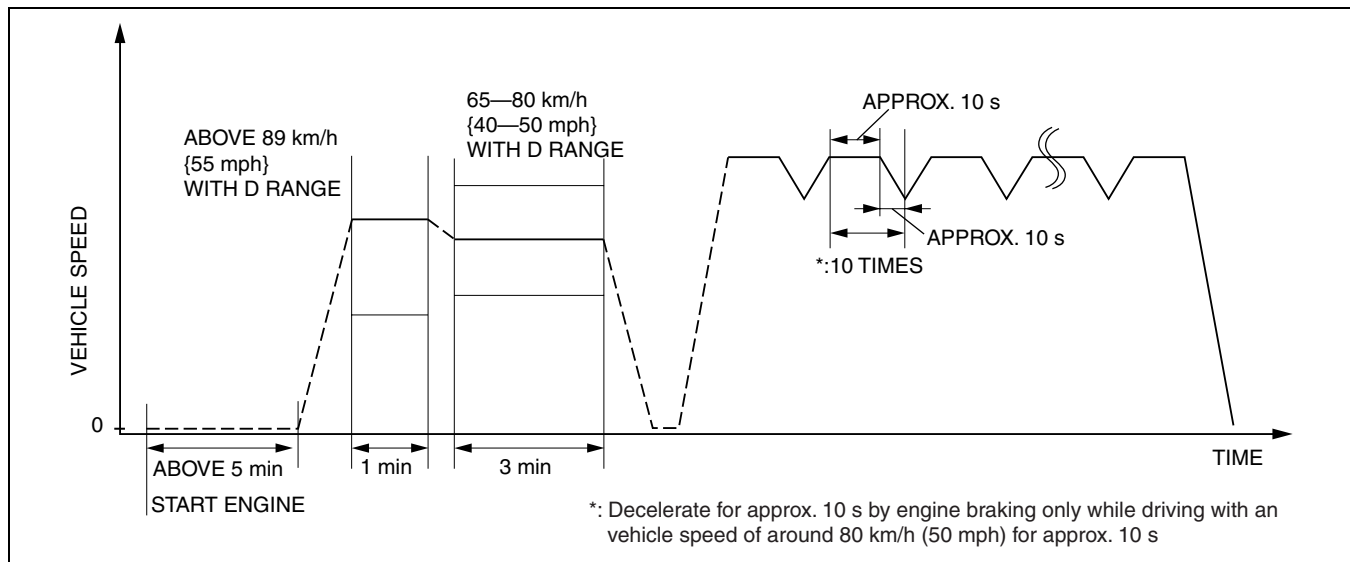 65—80 km/h
{40—50 mph}
WITH D RANGE
ABOVE 89 km/h
{55 mph}
WITH D RANGE
APPROX. 10 s
APPROX. 10 s
*:10 TIMES
VEHICLE SPEED
0
ABOVE 5 min
1 min
3 min
TIME
START ENGINE
*: Decelerate for approx. 10 s by engine braking only while driving with an
vehicle speed of around 80 km/h (50 mph) for approx. 10 s